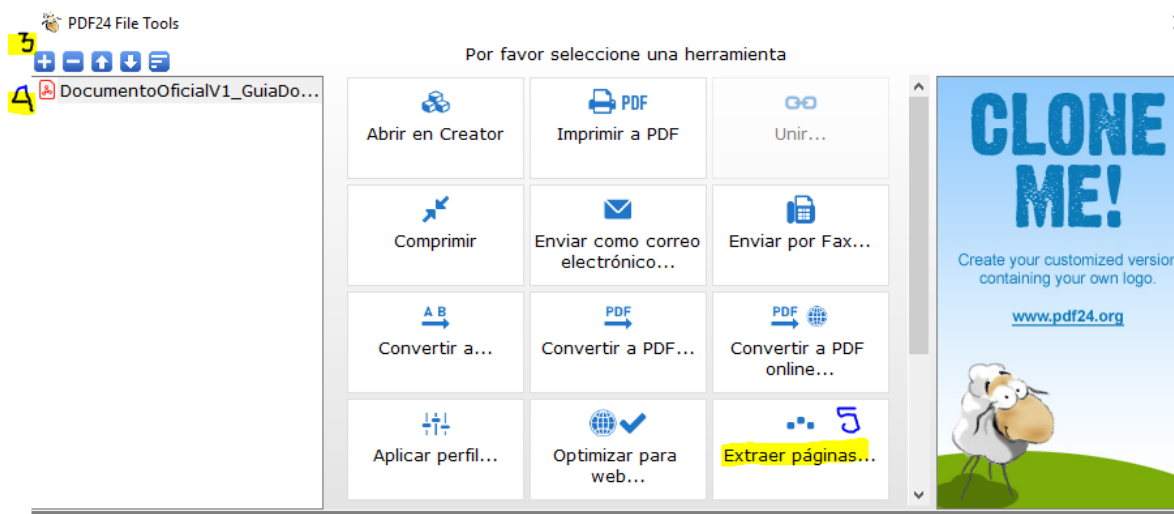 PDF24 File Tools
3
Por favor seleccione una herramienta
4
DocumentoOficialV1_GuiaDo...
Abrir en Creator
PDF
Imprimir a PDF
Unir...
Comprimir
Enviar como correo
electrónico...
Enviar por Fax...
A B
Convertir a...
PDF
Convertir a PDF...
PDF
Convertir a PDF
online...
Aplicar perfil...
Optimizar para
web...
5
Extraer páginas...
CLONE
ME!
Create your customized version
containing your own logo.
www.pdf24.org